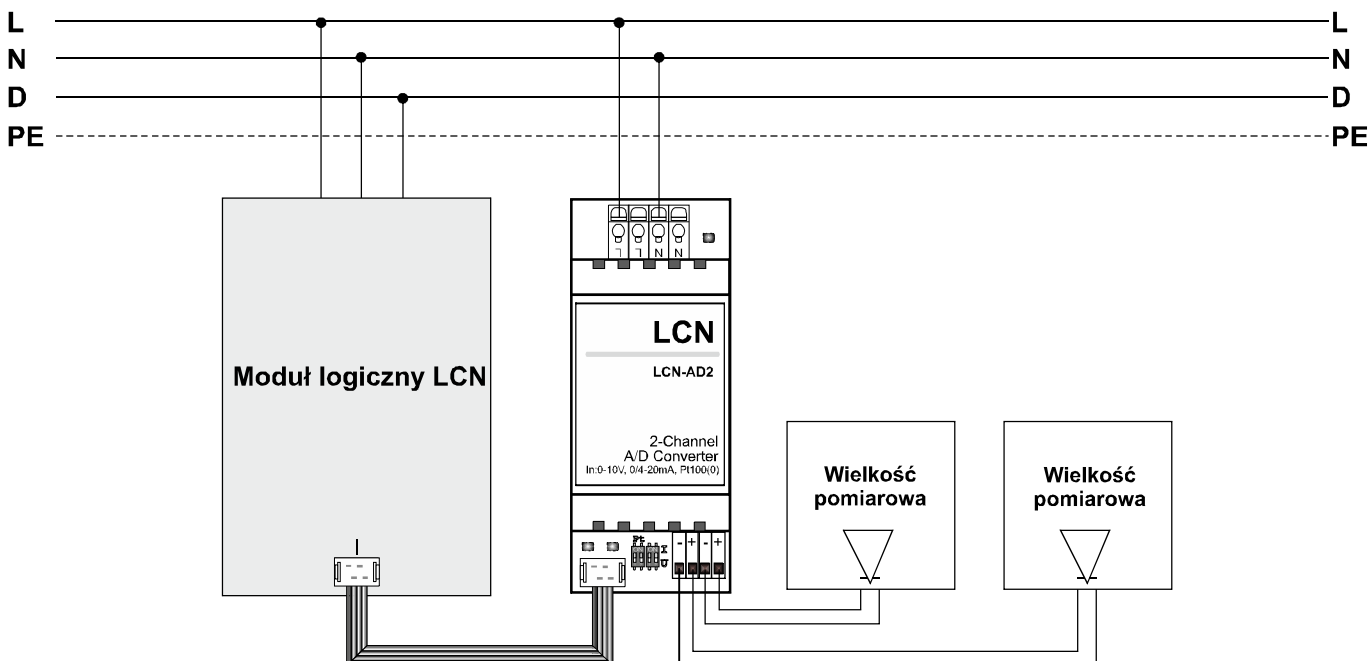 L L
N N
D D
PE PE
L L N N
LCN
LCN-AD2
Moduł logiczny LCN
2-Channel
A/D Converter
In:0-10V, 0/4-20mA, Pt100(0)
Wielkość
pomiarowa
Wielkość
pomiarowa
I
Pt
I
U
- + - +